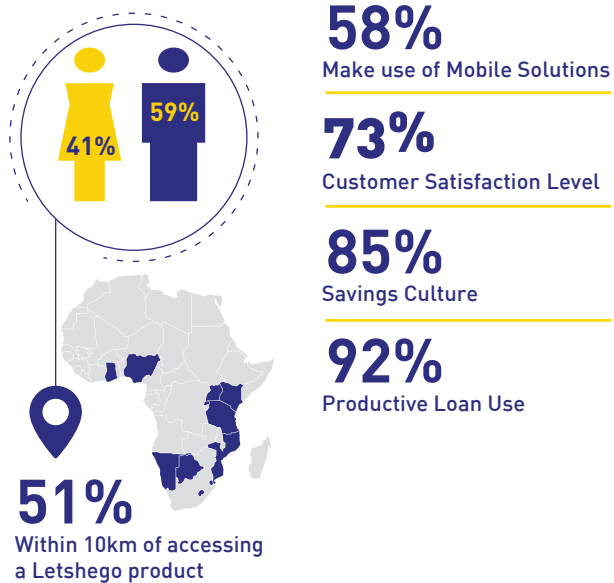 41%
59%
51%
Within 10km of accessing
a Letshego product
58%
Make use of Mobile Solutions
73%
Customer Satisfaction Level
85%
Savings Culture
92%
Productive Loan Use